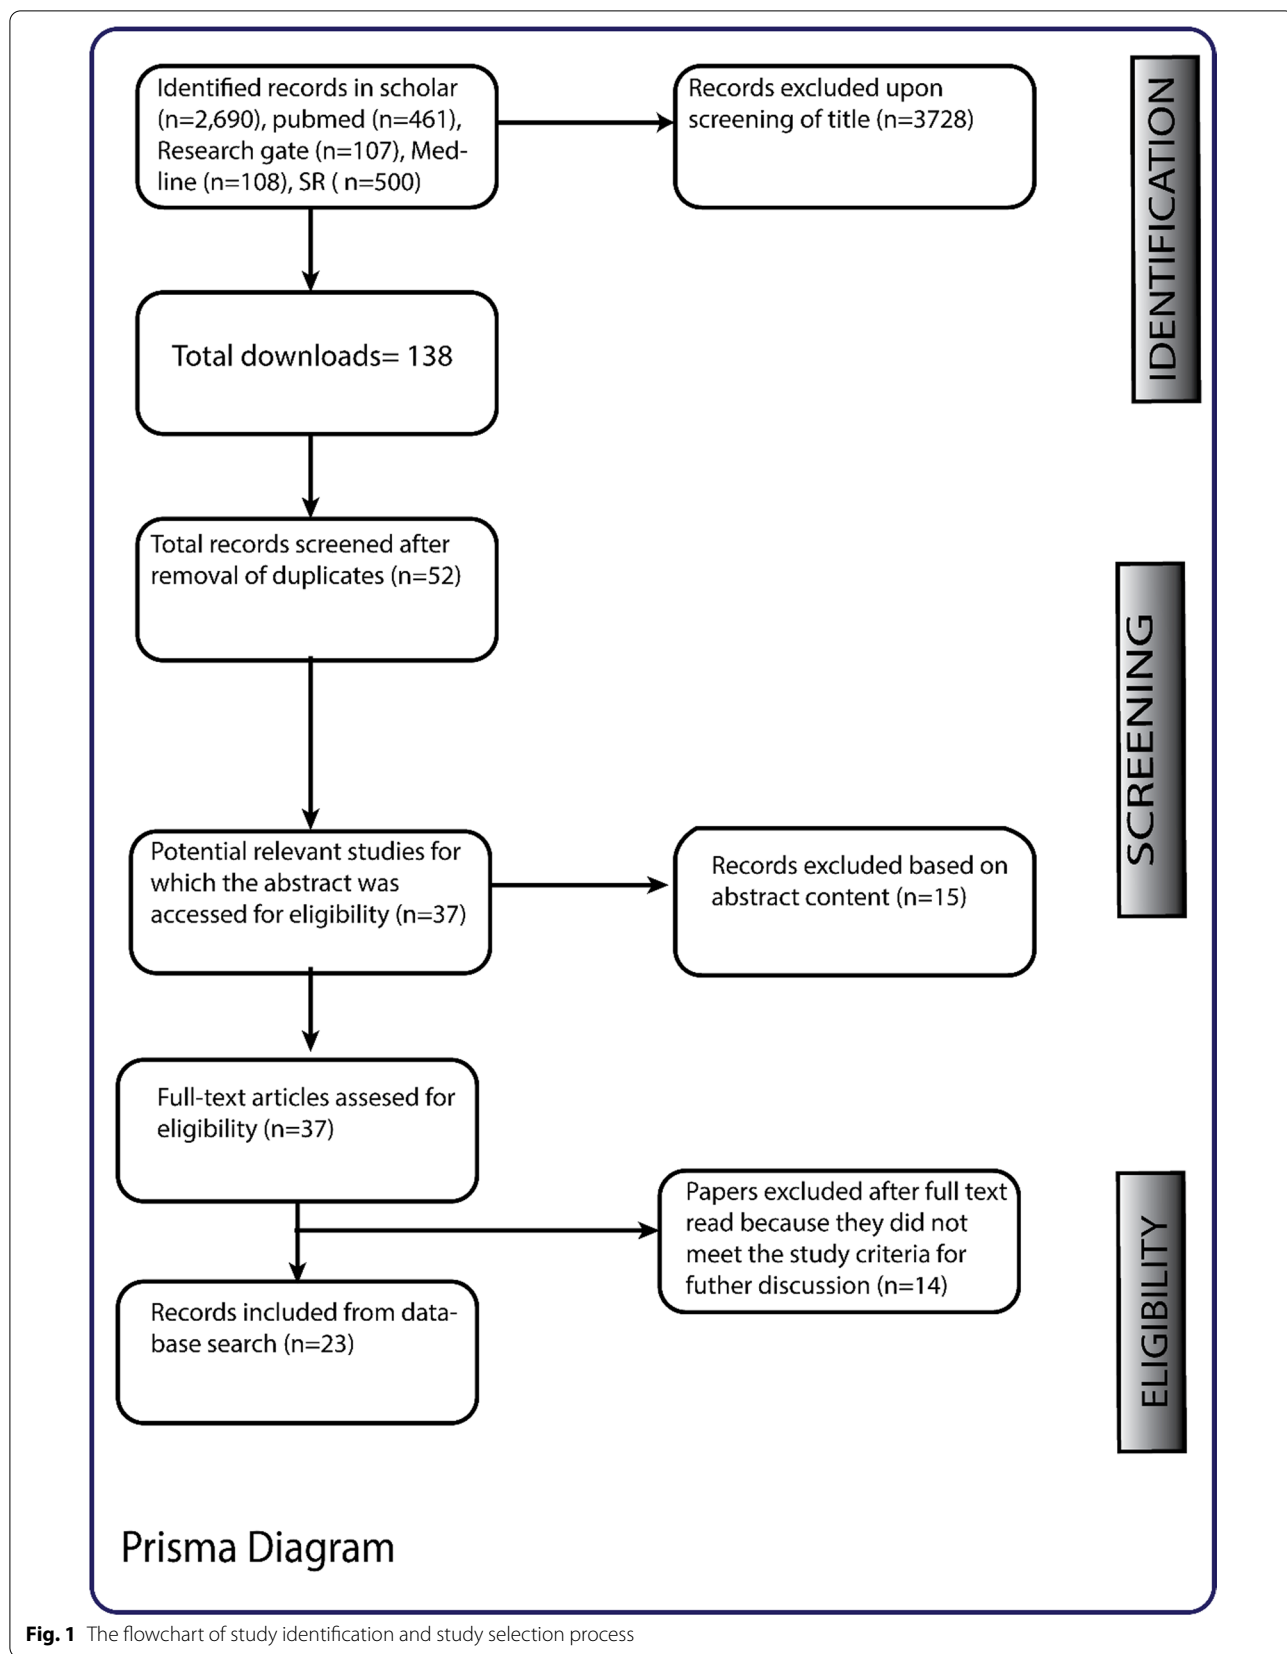 Identified records in scholar
(n=2,690), pubmed (n=461),
Research gate (n=107), Med-
line (n=108), SR ( n=500)
Records excluded upon
screening of title (n=3728)
IDENTIFICATION
Total downloads= 138
Total records screened after
removal of duplicates (n=52)
SCREENING
Potential relevant studies for
which the abstract was
accessed for eligibility (n=37)
Records excluded based on
abstract content (n=15)
Full-text articles assesed for
eligibility (n=37)
Papers excluded after full text
read because they did not
meet the study criteria for
futher discussion (n=14)
ELIGIBILITY
Records included from data-
base search (n=23)
Prisma Diagram
Fig. 1 The flowchart of study identification and study selection process